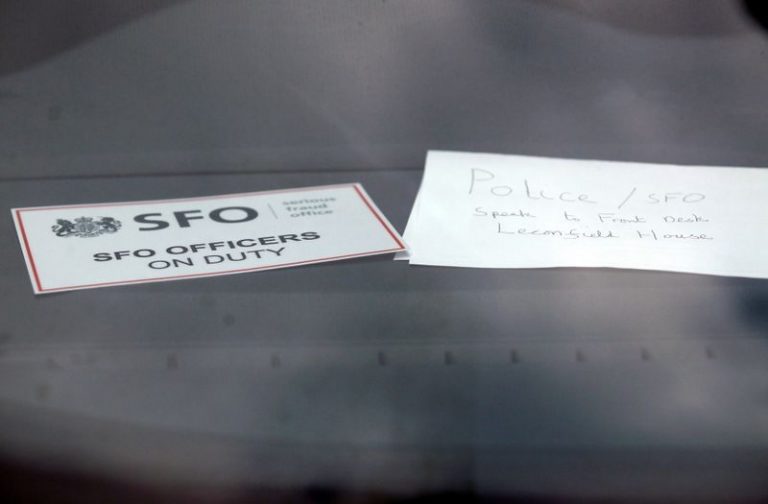 SFO
serious
fraud
office
SFO OFFICERS
ON DUTY
Police / SFO
Speak to Front Desk
Leconfield House